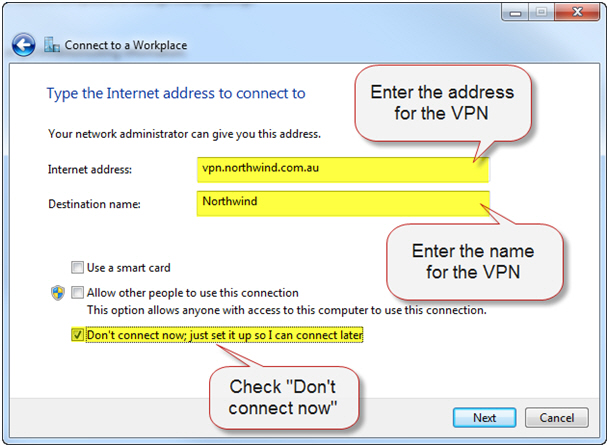 Connect to a Workplace
Type the Internet address to connect to
Enter the address
for the VPN
Your network administrator can give you this address.
Internet address:
vpn.northwind.com.au
Destination name:
Northwind
Enter the name
for the VPN
Use a smart card
Allow other people to use this connection
This option allows anyone with access to this computer to use this connection.
Don't connect now; just set it up so I can connect later
Check "Don't
connect now"
Next
Cancel